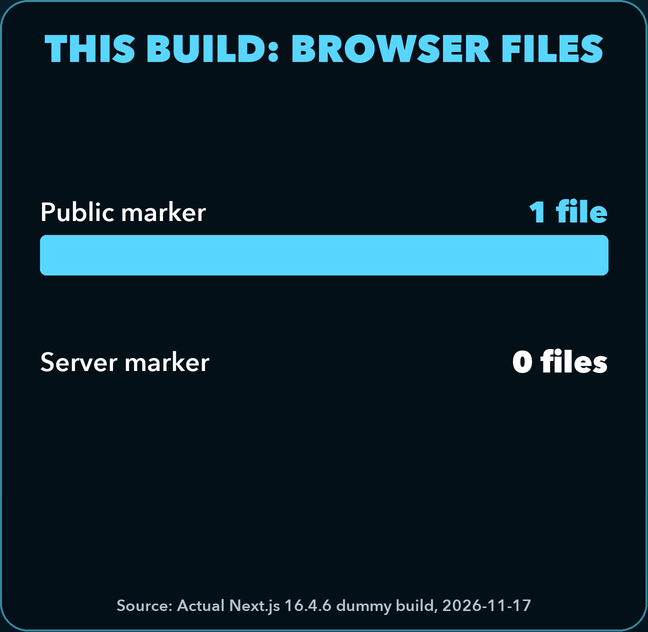 THIS BUILD: BROWSER FILES
Public marker 1 file
Server marker 0 files
Source: Actual Next.js 16.4.6 dummy build, 2026-11-17